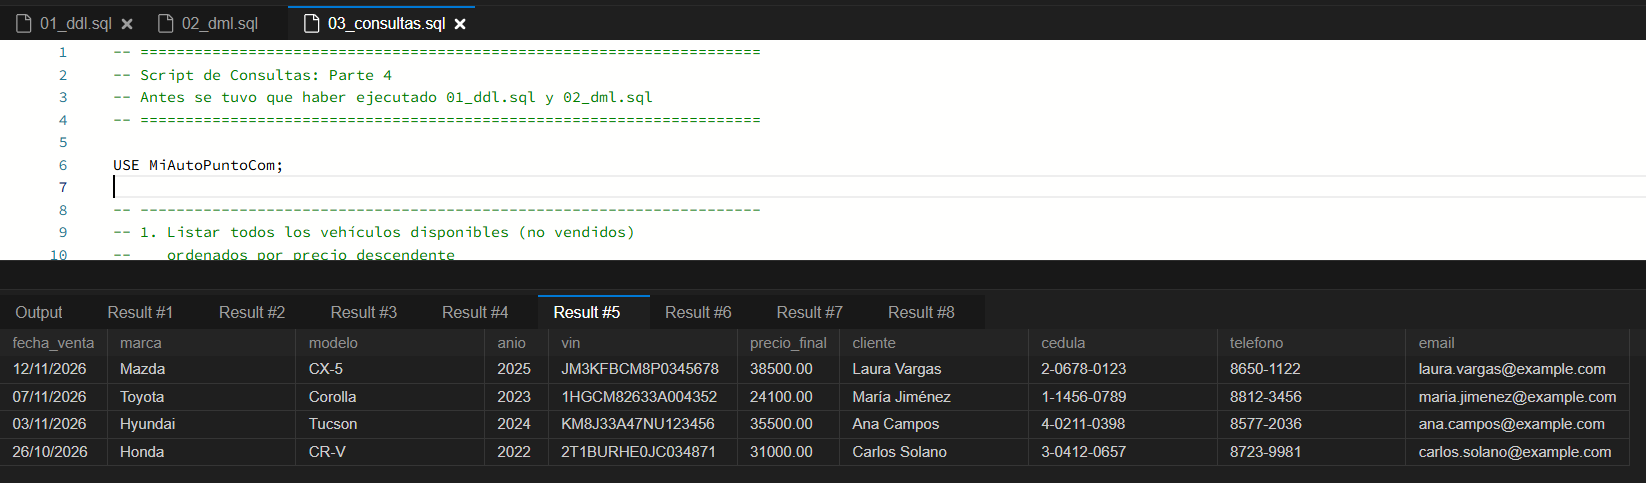 01_ddl.sql 02_dml.sql 03_consultas.sql
1 -- =====================================================================
2 -- Script de Consultas: Parte 4
3 -- Antes se tuvo que haber ejecutado 01_ddl.sql y 02_dml.sql
4 -- =====================================================================
5
6 USE MiAutoPuntoCom;
7
8 -- ---------------------------------------------------------------------
9 -- 1. Listar todos los vehículos disponibles (no vendidos)
10 -- ordenados por precio descendente
Output Result #1 Result #2 Result #3 Result #4 Result #5 Result #6 Result #7 Result #8
fecha_venta marca modelo anio vin precio_final cliente cedula telefono email
12/11/2026 Mazda CX-5 2025 JM3KFBCM8P0345678 38500.00 Laura Vargas 2-0678-0123 8650-1122 laura.vargas@example.com
07/11/2026 Toyota Corolla 2023 1HGCM82633A004352 24100.00 María Jiménez 1-1456-0789 8812-3456 maria.jimenez@example.com
03/11/2026 Hyundai Tucson 2024 KM8J33A47NU123456 35500.00 Ana Campos 4-0211-0398 8577-2036 ana.campos@example.com
26/10/2026 Honda CR-V 2022 2T1BURHE0JC034871 31000.00 Carlos Solano 3-0412-0657 8723-9981 carlos.solano@example.com